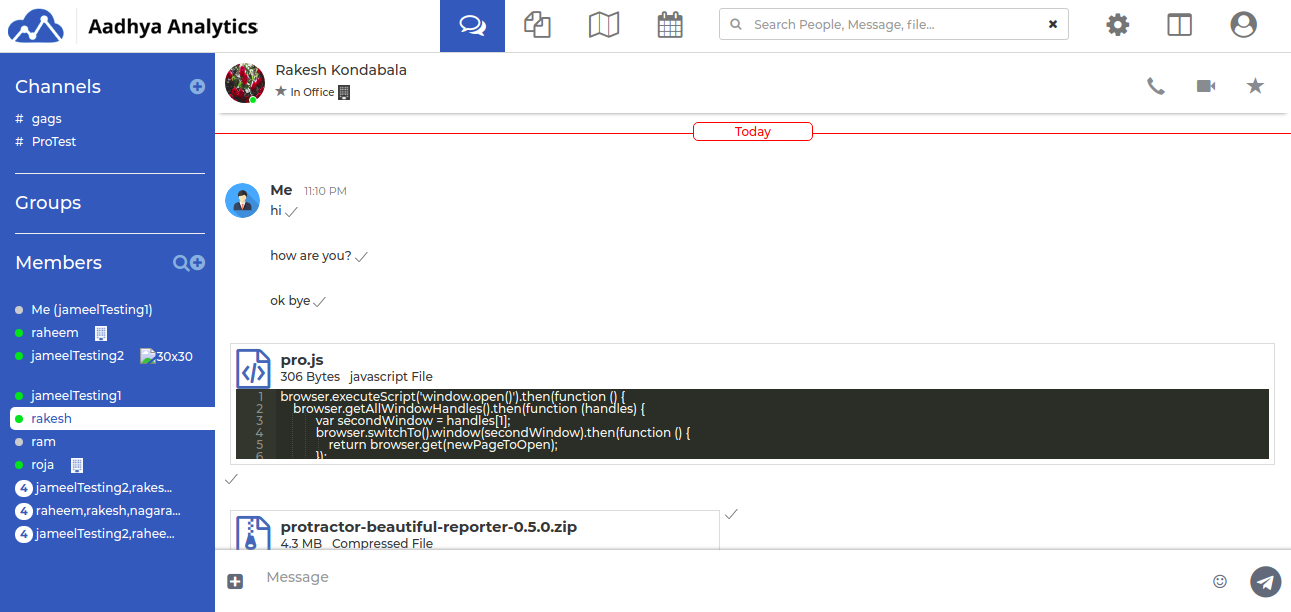 Aadhya Analytics
Search People, Message, file...
Channels
# gags
# ProTest
Groups
Members
Me (jameelTesting1)
raheem
jameelTesting2 30x30
jameelTesting1
rakesh
ram
roja
4 jameelTesting2,rakes...
4 raheem,rakesh,nagara...
4 jameelTesting2,rahee...
Rakesh Kondabala
In Office
Today
Me 11:10 PM
hi
how are you?
ok bye
pro.js
306 Bytes javascript File
1 browser.executeScript('window.open()').then(function () {
2 browser.getAllWindowHandles().then(function (handles) {
3 var secondWindow = handles[1];
4 browser.switchTo().window(secondWindow).then(function () {
5 return browser.get(newPageToOpen);
6 });
protractor-beautiful-reporter-0.5.0.zip
4.3 MB Compressed File
Message